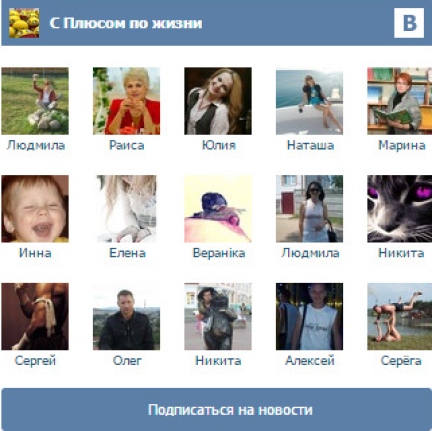 С Плюсом по жизни
В
Людмила Раиса Юлия Наташа Марина
Инна Елена Вераніка Людмила Никита
Сергей Олег Никита Алексей Серёга
Подписаться на новости